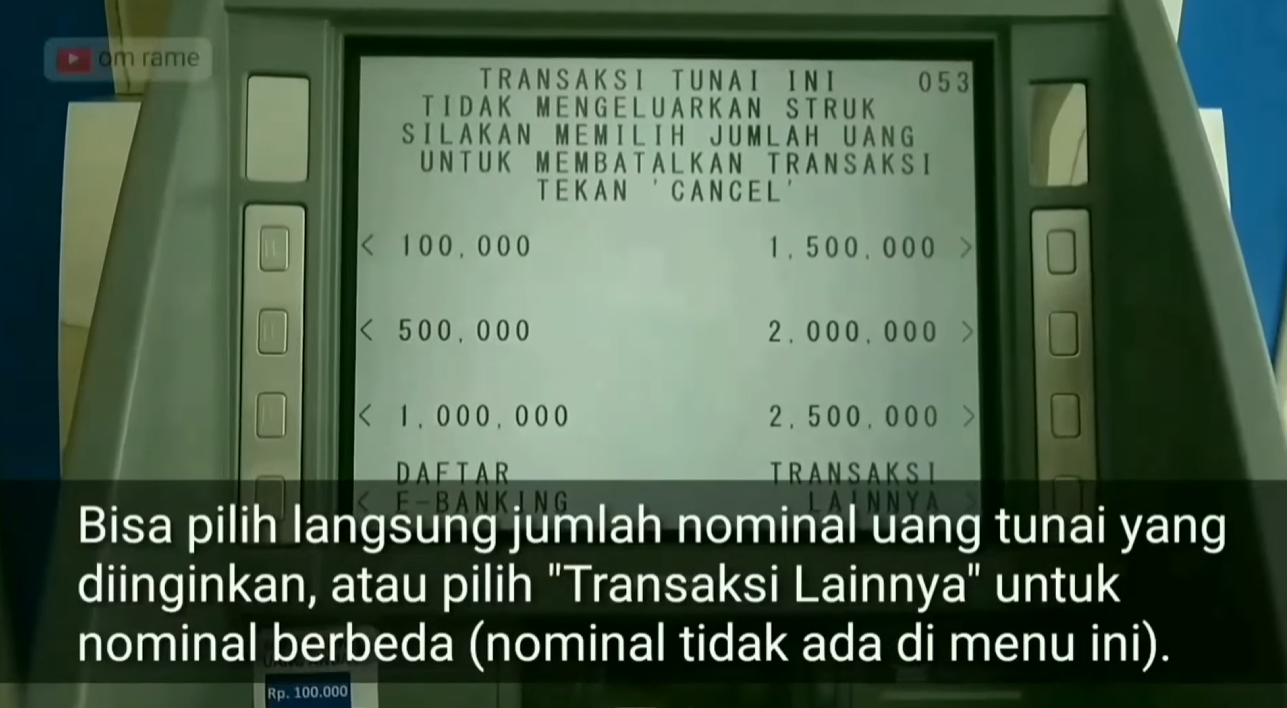 om rame
TRANSAKSI TUNAI INI 053
TIDAK MENGELUARKAN STRUK
SILAKAN MEMILIH JUMLAH UANG
UNTUK MEMBATALKAN TRANSAKSI
TEKAN 'CANCEL'
< 100,000 1,500,000 >
< 500,000 2,000,000 >
< 1,000,000 2,500,000 >
DAFTAR TRANSAKSI
< E-BANKING LAINNYA >
Bisa pilih langsung jumlah nominal uang tunai yang
diinginkan, atau pilih "Transaksi Lainnya" untuk
nominal berbeda (nominal tidak ada di menu ini).
Rp. 100.000